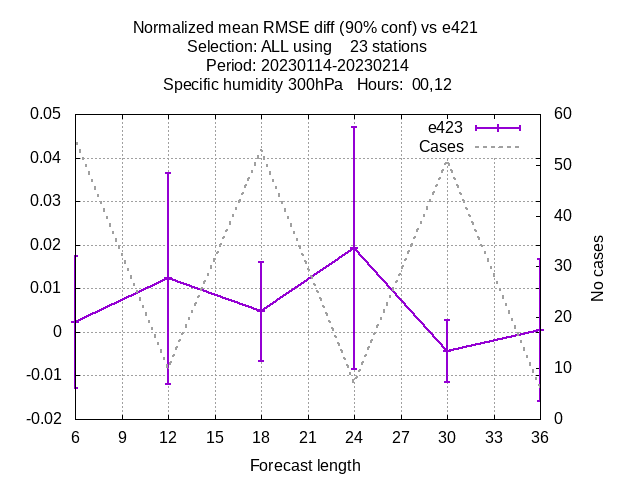 Normalized mean RMSE diff (90% conf) vs e421
Selection: ALL using 23 stations
Period: 20230114-20230214
Specific humidity 300hPa Hours: 00,12
e423
Cases
0.05
0.04
0.03
0.02
0.01
0
-0.01
-0.02
60
50
40
30
20
10
0
No cases
6 9 12 15 18 21 24 27 30 33 36
Forecast length